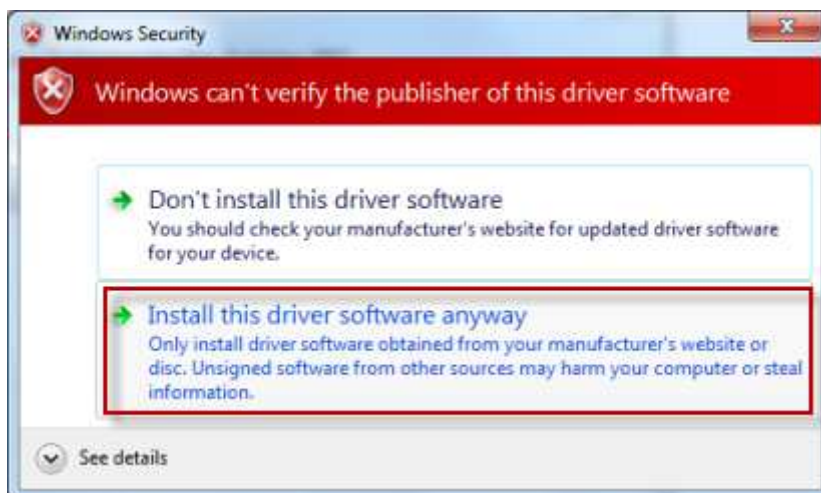 Windows Security
Windows can't verify the publisher of this driver software
Don't install this driver software
You should check your manufacturer's website for updated driver software
for your device.
Install this driver software anyway
Only install driver software obtained from your manufacturer's website or
disc. Unsigned software from other sources may harm your computer or steal
information.
See details